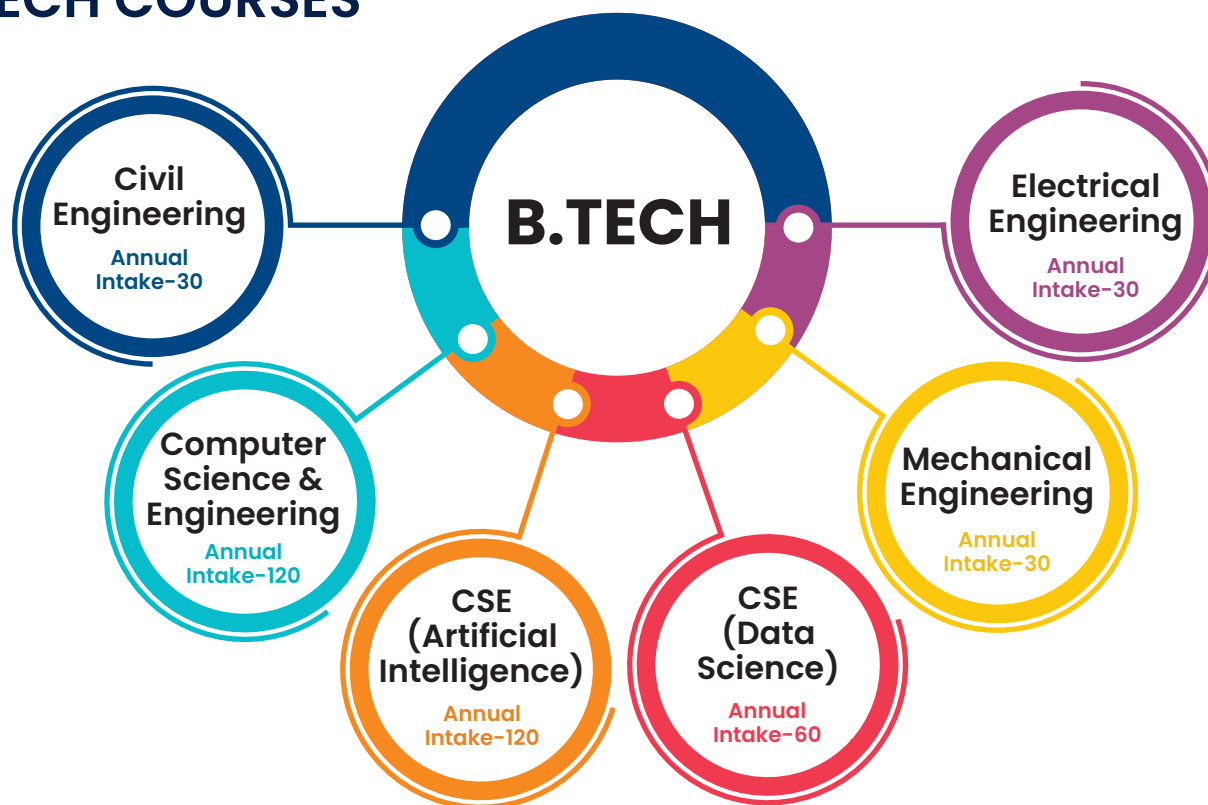 ECH COURSES
B.TECH
Civil
Engineering
Annual
Intake-30
Computer
Science &
Engineering
Annual
Intake-120
CSE
(Artificial
Intelligence)
Annual
Intake-120
CSE
(Data
Science)
Annual
Intake-60
Mechanical
Engineering
Annual
Intake-30
Electrical
Engineering
Annual
Intake-30